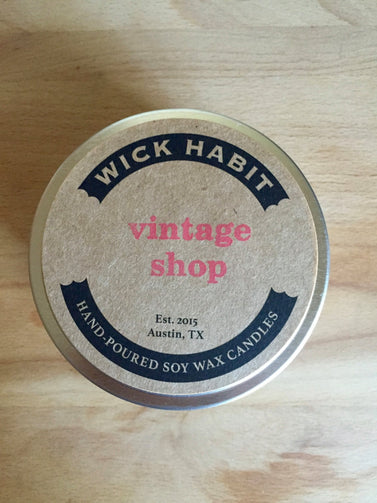 WICK HABIT
vintage
shop
Est. 2015
Austin, TX
HAND-POURED SOY WAX CANDLES